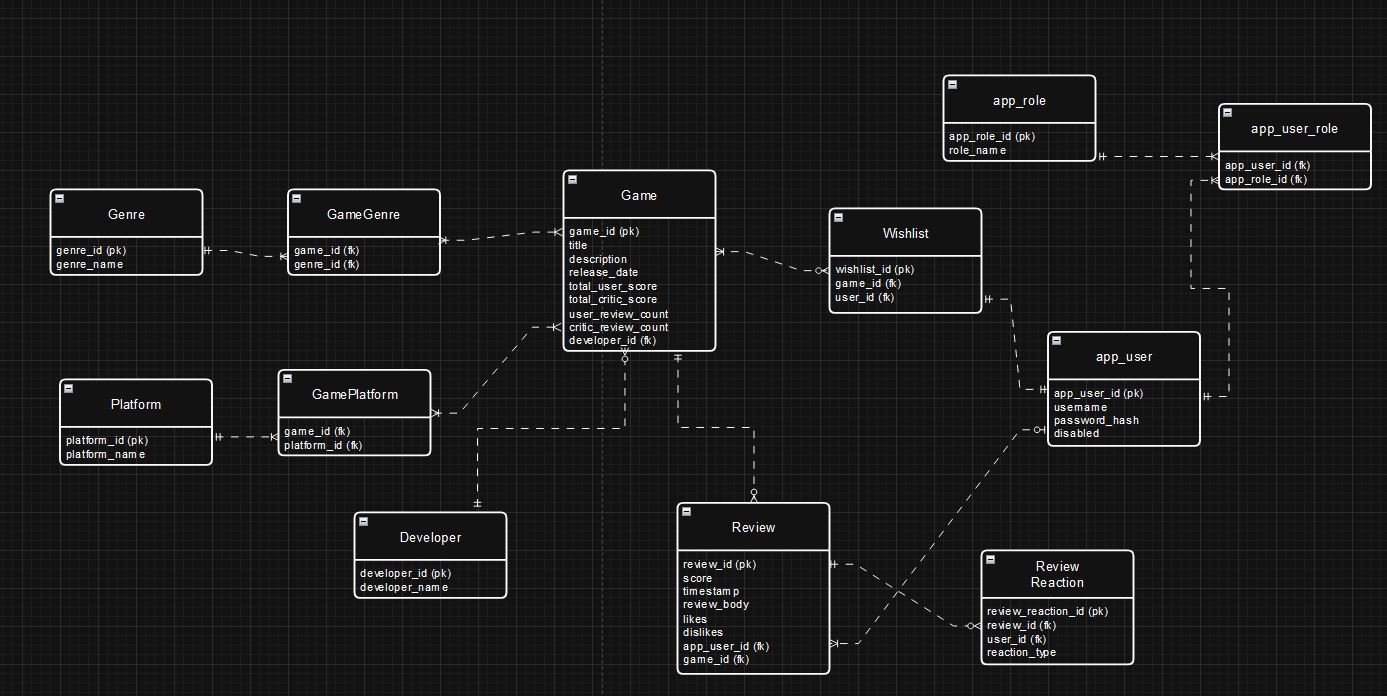 app_role
app_role_id (pk)
role_name
app_user_role
app_user_id (fk)
app_role_id (fk)
Genre
genre_id (pk)
genre_name
GameGenre
game_id (fk)
genre_id (fk)
Game
game_id (pk)
title
description
release_date
total_user_score
total_critic_score
user_review_count
critic_review_count
developer_id (fk)
Wishlist
wishlist_id (pk)
game_id (fk)
user_id (fk)
app_user
app_user_id (pk)
username
password_hash
disabled
Platform
platform_id (pk)
platform_name
GamePlatform
game_id (fk)
platform_id (fk)
Developer
developer_id (pk)
developer_name
Review
review_id (pk)
score
timestamp
review_body
likes
dislikes
app_user_id (fk)
game_id (fk)
Review
Reaction
review_reaction_id (pk)
review_id (fk)
user_id (fk)
reaction_type